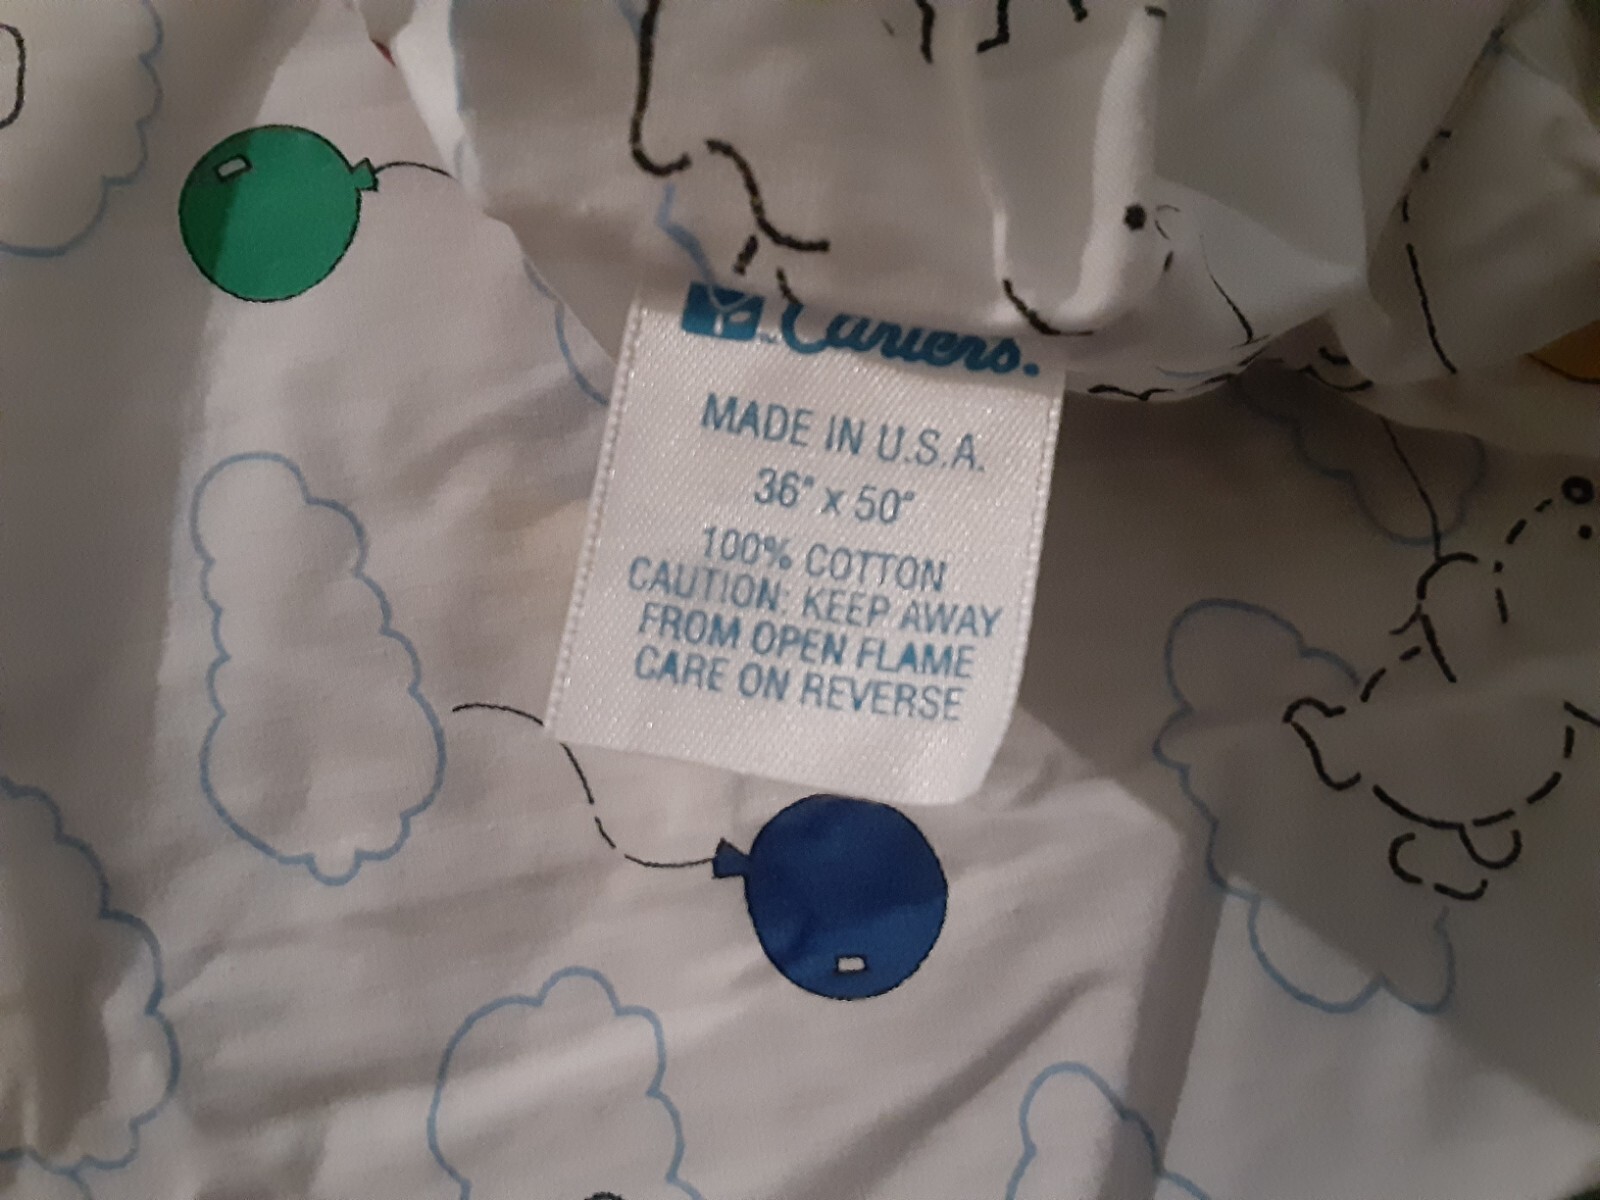 Carters.
MADE IN U.S.A.
36" x 50"
100% COTTON
CAUTION: KEEP AWAY
FROM OPEN FLAME
CARE ON REVERSE